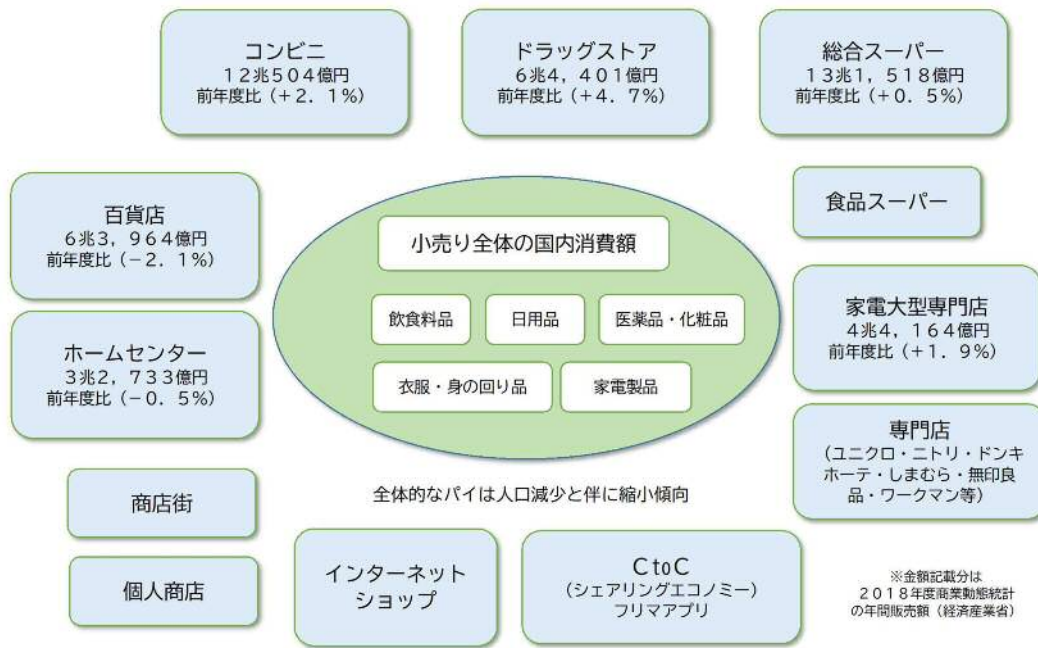 コンビニ
12兆504億円
前年度比（＋2．1％）
ドラッグストア
6兆4，401億円
前年度比（＋4．7％）
総合スーパー
13兆1，518億円
前年度比（＋0．5％）
百貨店
6兆3，964億円
前年度比（－2．1％）
食品スーパー
小売り全体の国内消費額
飲食料品
日用品
医薬品・化粧品
衣服・身の回り品
家電製品
ホームセンター
3兆2，733億円
前年度比（－0．5％）
家電大型専門店
4兆4，164億円
前年度比（＋1．9％）
専門店
（ユニクロ・ニトリ・ドンキ
ホーテ・しまむら・無印良
品・ワークマン等）
全体的なパイは人口減少と伴に縮小傾向
商店街
個人商店
インターネット
ショップ
CtoC
（シェアリングエコノミー）
フリマアプリ
※金額記載分は
2018年度商業動態統計
の年間販売額（経済産業省）